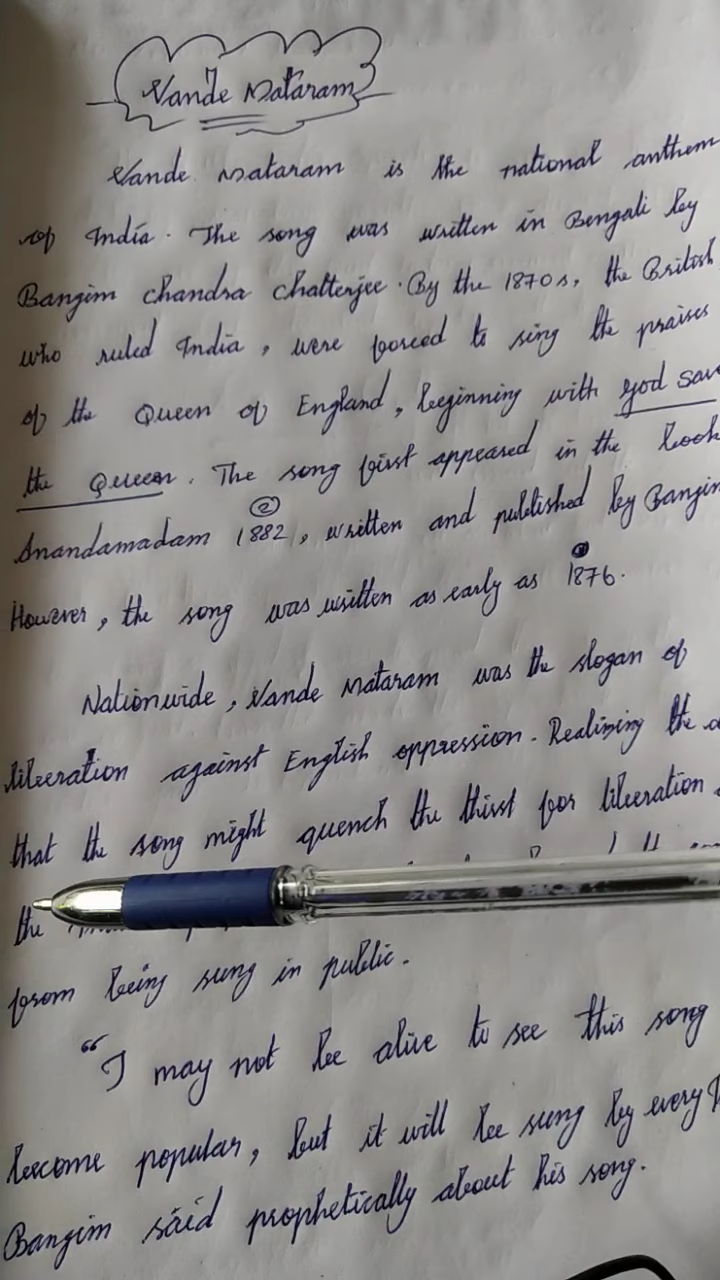 Vande Mataram
Vande Mataram is the national anthem
of India. The song was written in Bengali by
Bangim chandra chatterjee. By the 1870s, the British
who ruled India, were forced to sing the praises
of the Queen of England, beginning with God Save
the Queen. The song first appeared in the book
Anandamadam 1882, written and published by Bangim
However, the song was written as early as 1876.
Nationwide, Vande Mataram was the slogan of
liberation against English oppression. Realizing the
that the song might quench the thirst for liberation
the
from being sung in public.
"I may not be alive to see this song
become popular, but it will be sung by every
Bangim said prophetically about his song.